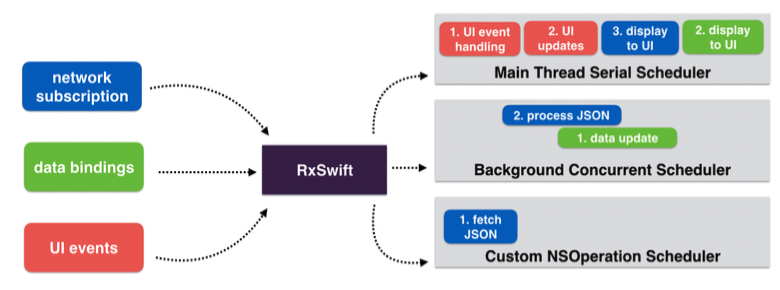 network
subscription
data bindings
UI events
RxSwift
1. UI event
handling
2. UI
updates
3. display
to UI
2. display
to UI
Main Thread Serial Scheduler
2. process JSON
1. data update
Background Concurrent Scheduler
1. fetch
JSON
Custom NSOperation Scheduler